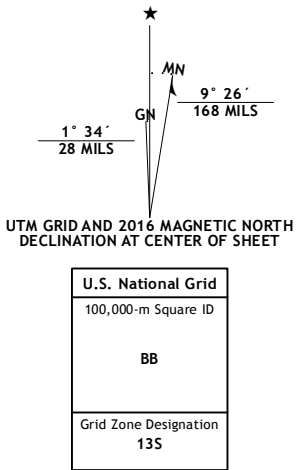 MN
GN
9° 26´
168 MILS
1° 34´
28 MILS
UTM GRID AND 2016 MAGNETIC NORTH
DECLINATION AT CENTER OF SHEET
U.S. National Grid
100,000-m Square ID
BB
Grid Zone Designation
13S